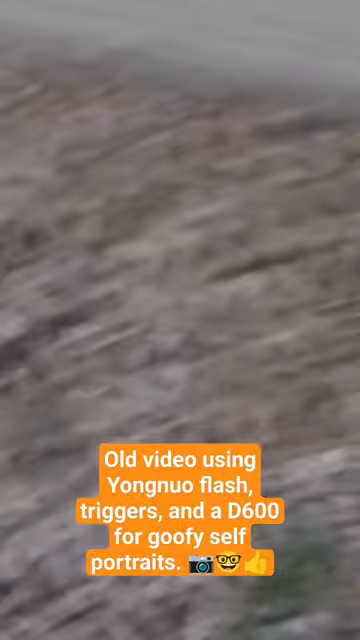 Old video using
Yongnuo flash,
triggers, and a D600
for goofy self
portraits. 📷🤓👍